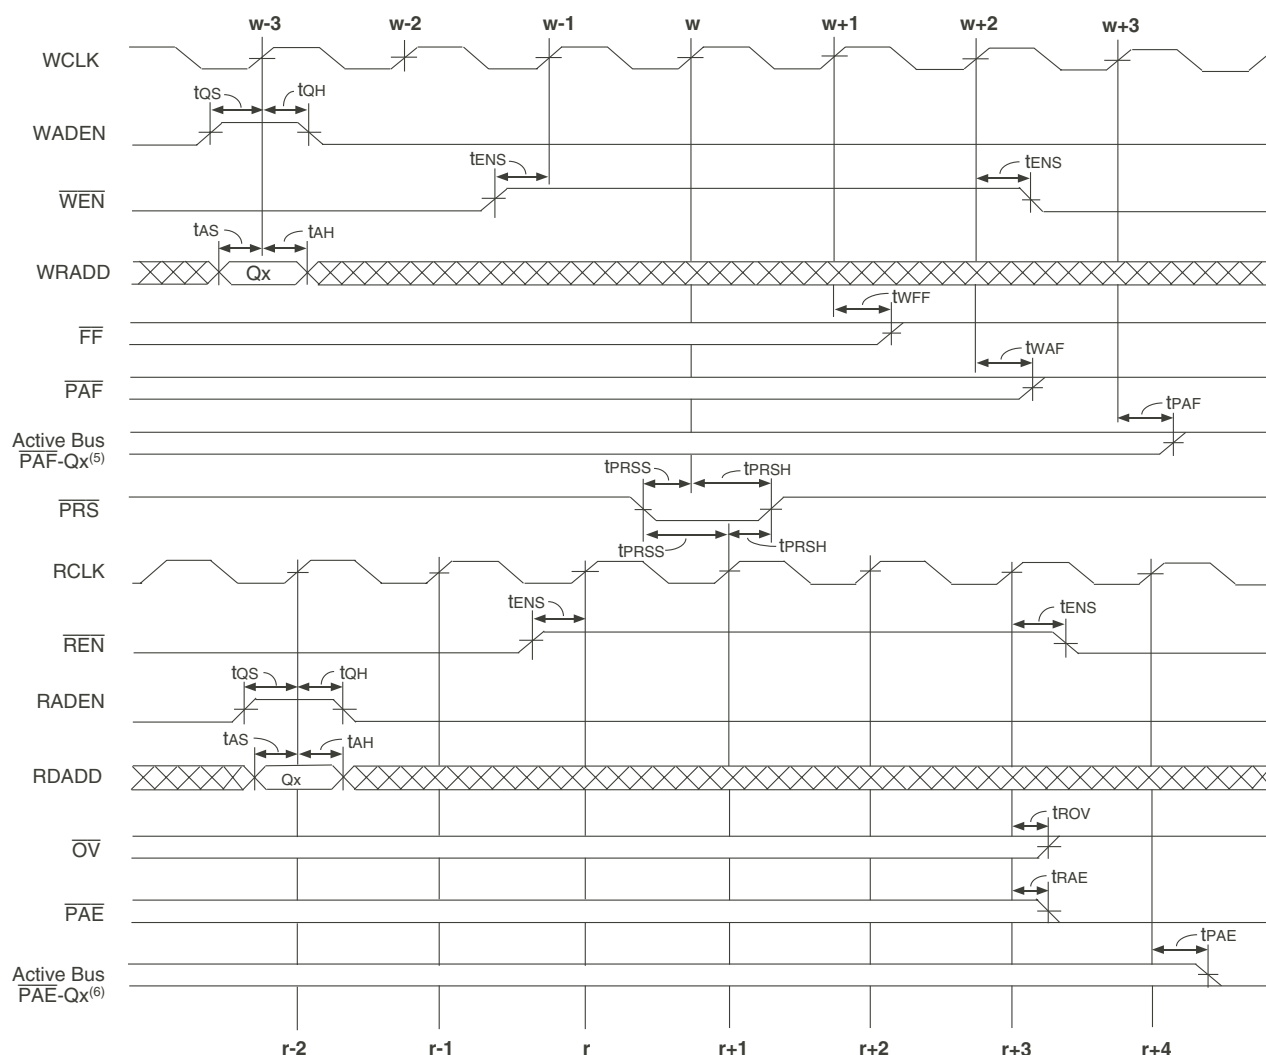 w-3 w-2 w-1 w w+1 w+2 w+3
WCLK
tQS tQH
WADEN
tENS tENS
WEN
tAS tAH
WRADD Qx
tWFF
FF
tWAF
PAF
tPAF
Active Bus
PAF-Qx(5)
tPRSS tPRSH
PRS
tPRSS tPRSH
RCLK
tENS tENS
REN
tQS tQH
RADEN
tAS tAH
RDADD Qx
tROV
OV
tRAE
PAE
tPAE
Active Bus
PAE-Qx(6)
r-2 r-1 r r+1 r+2 r+3 r+4